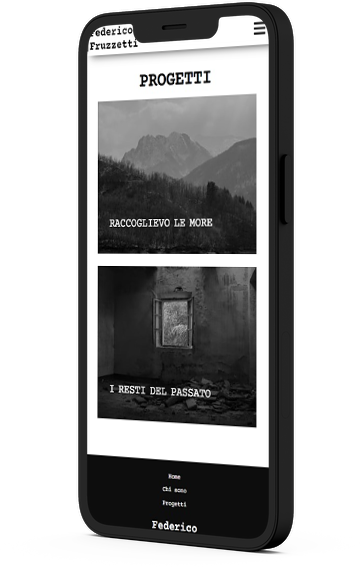 Federico
Fruzzetti
PROGETTI
RACCOGLIEVO LE MORE
I RESTI DEL PASSATO
Home
Chi sono
Progetti
Federico